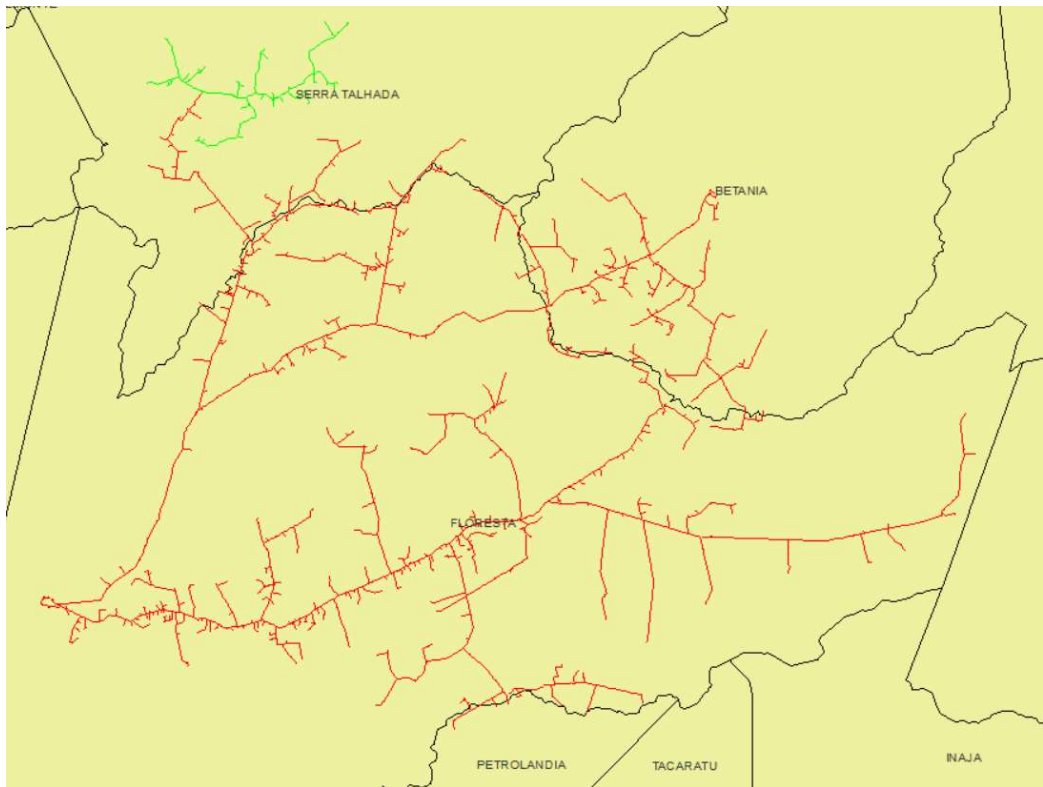 SERRA TALHADA
BETANIA
FLORESTA
PETROLANDIA
TACARATU
INAJA